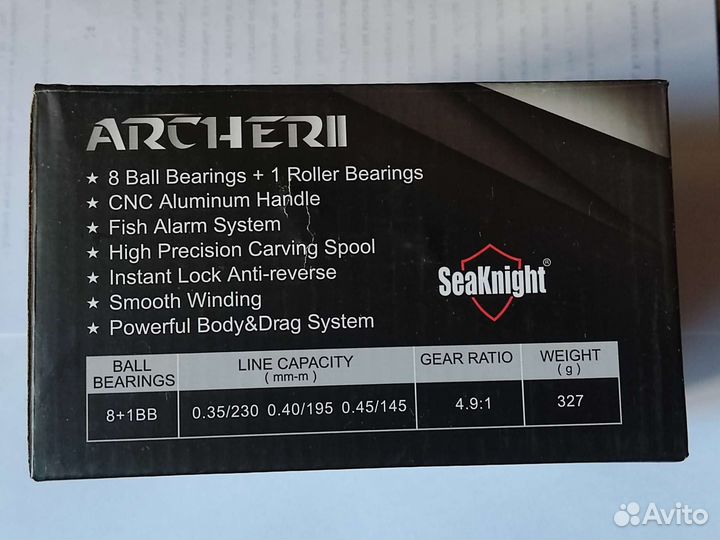 ARCHERII
★ 8 Ball Bearings + 1 Roller Bearings
★ CNC Aluminum Handle
★ Fish Alarm System
★ High Precision Carving Spool
★ Instant Lock Anti-reverse
★ Smooth Winding
★ Powerful Body&Drag System
SeaKnight®
BALL BEARINGS
LINE CAPACITY
( mm-m )
GEAR RATIO
WEIGHT
( g )
8+1BB
0.35/230 0.40/195 0.45/145
4.9:1
327
Avito